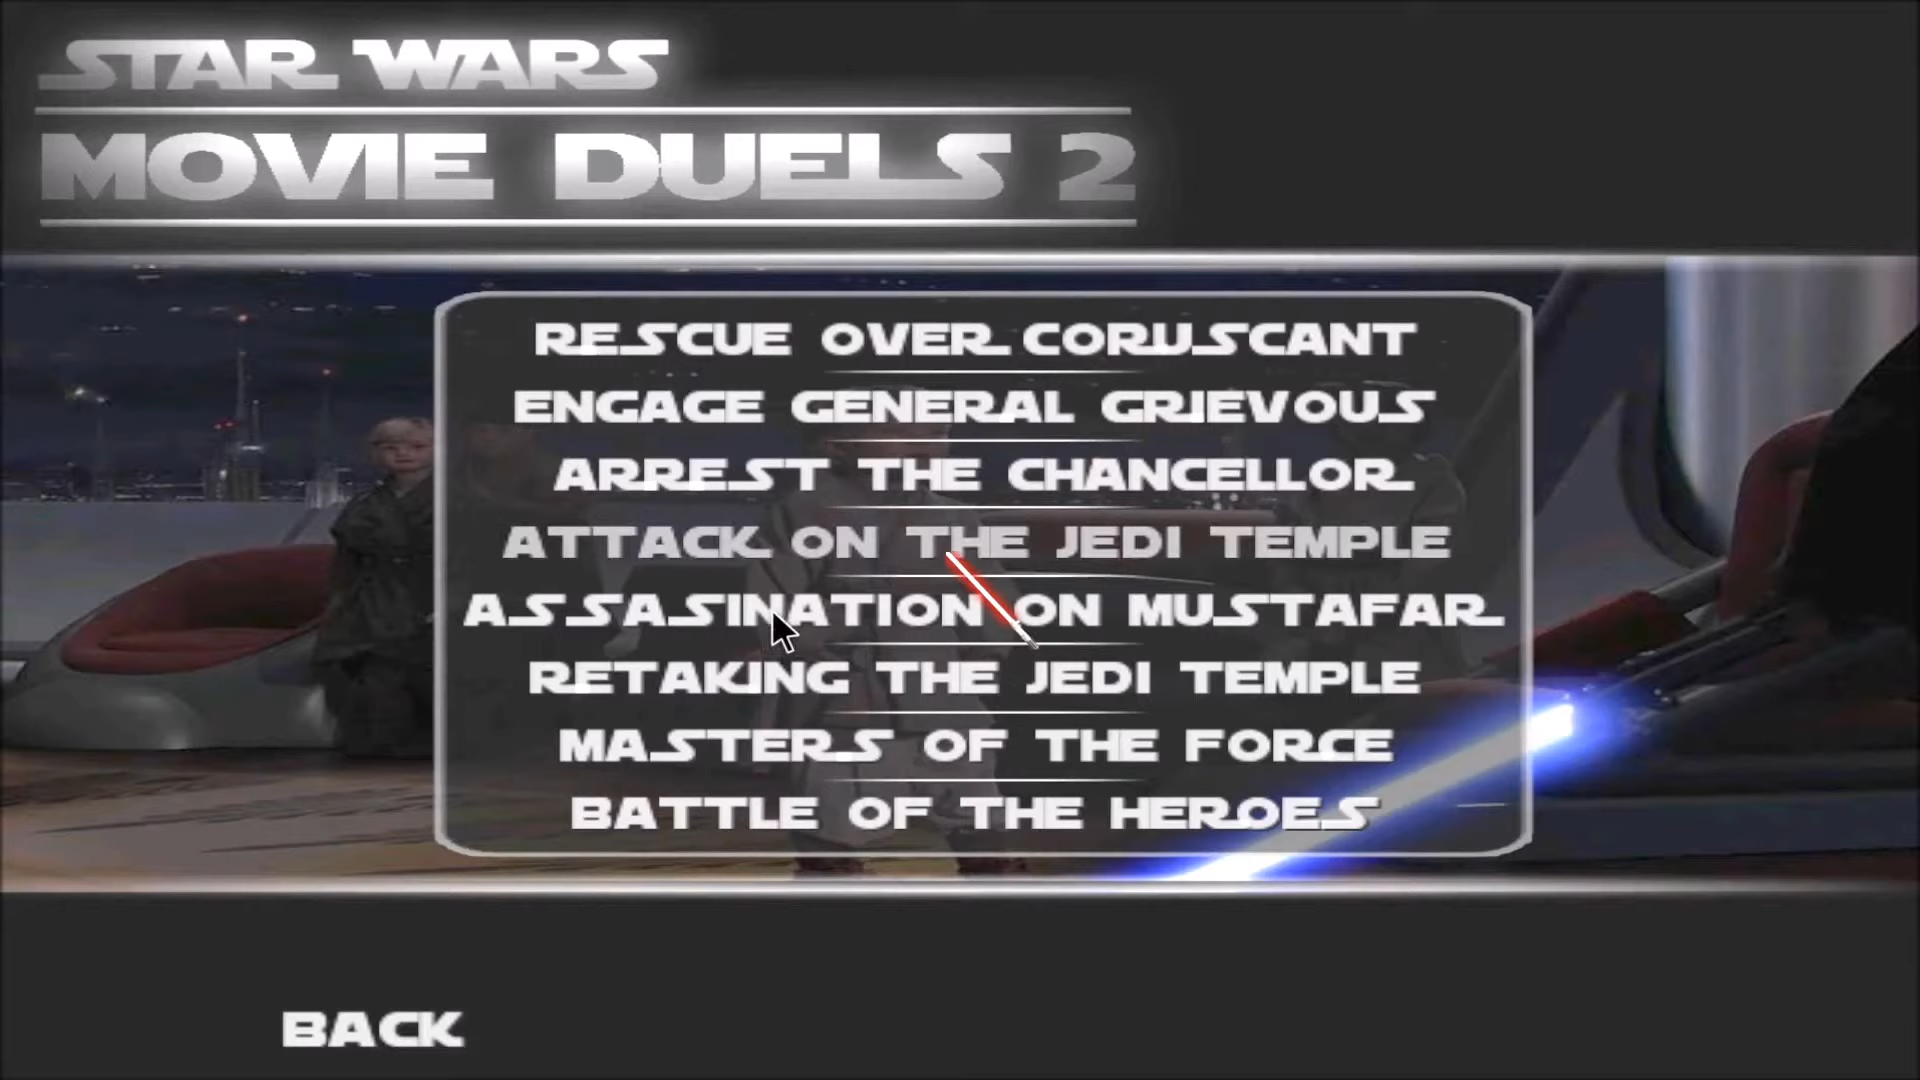 STAR WARS
MOVIE DUELS 2
RESCUE OVER CORUSCANT
ENGAGE GENERAL GRIEVOUS
ARREST THE CHANCELLOR
ATTACK ON THE JEDI TEMPLE
ASSASINATION ON MUSTAFAR
RETAKING THE JEDI TEMPLE
MASTERS OF THE FORCE
BATTLE OF THE HEROES
BACK